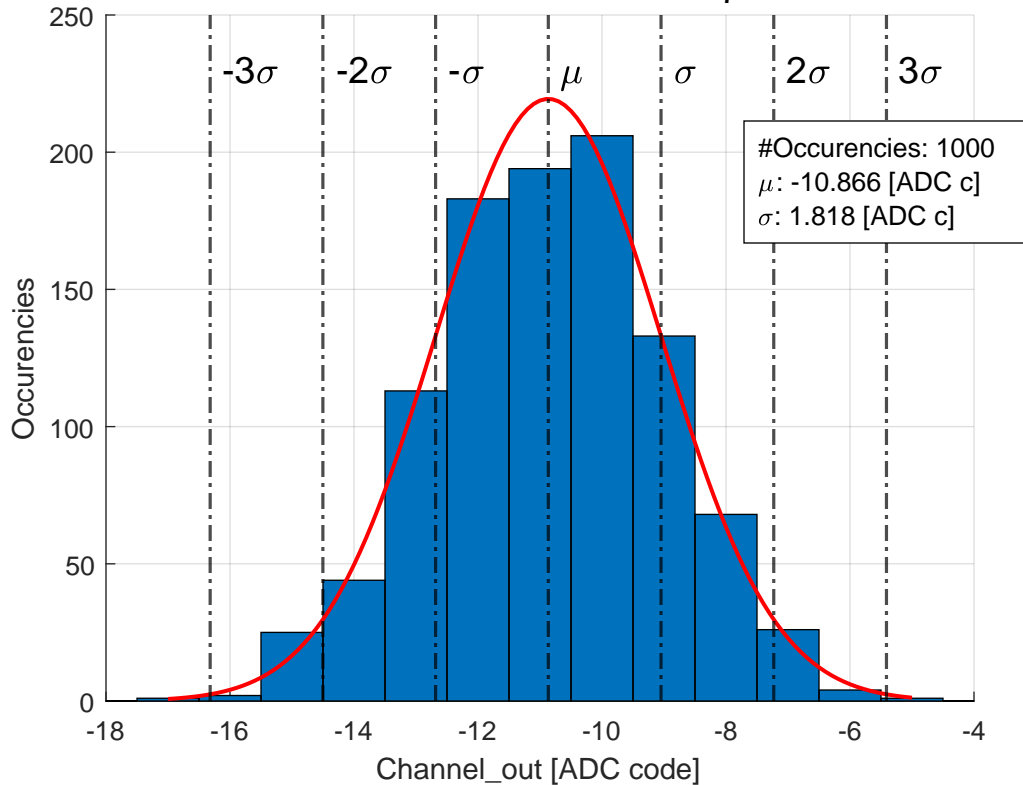 250
200
150
100
50
0
-3σ
-2σ
-σ
μ
σ
2σ
3σ
#Occurencies: 1000
μ: -10.866 [ADC c]
σ: 1.818 [ADC c]
Occurencies
-18
-16
-14
-12
-10
-8
-6
-4
Channel_out [ADC code]